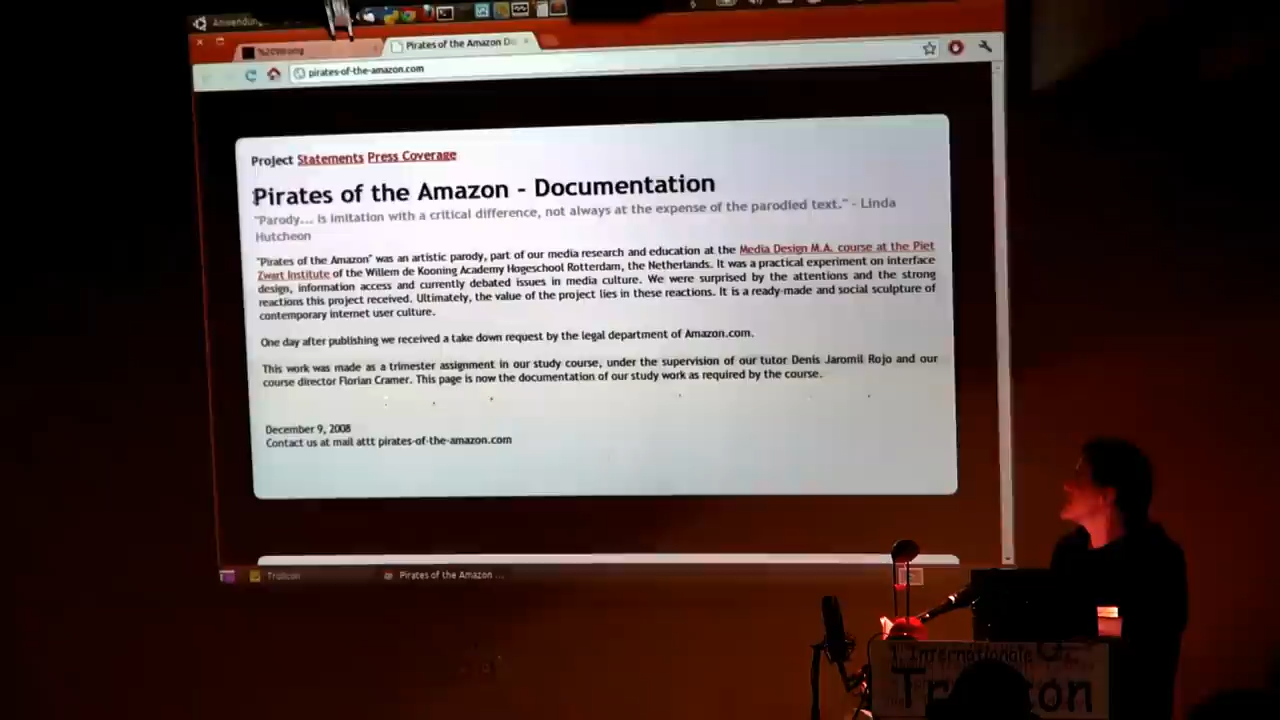 Anwendun
Pirates of the Amazon Do
pirates-of-the-amazon.com
Project Statements Press Coverage
Pirates of the Amazon - Documentation
"Parody... is imitation with a critical difference, not always at the expense of the parodied text." - Linda
Hutcheon
"Pirates of the Amazon" was an artistic parody, part of our media research and education at the Media Design M.A. course at the Piet
Zwart Institute of the Willem de Kooning Academy Hogeschool Rotterdam, the Netherlands. It was a practical experiment on interface
design, information access and currently debated issues in media culture. We were surprised by the attentions and the strong
reactions this project received. Ultimately, the value of the project lies in these reactions. It is a ready-made and social sculpture of
contemporary internet user culture.
One day after publishing we received a take down request by the legal department of Amazon.com.
This work was made as a trimester assignment in our study course, under the supervision of our tutor Denis Jaromil Rojo and our
course director Florian Cramer. This page is now the documentation of our study work as required by the course.
December 9, 2008
Contact us at mail attt pirates-of-the-amazon.com
Trollcon
Pirates of the Amazon ...
1. Internationale